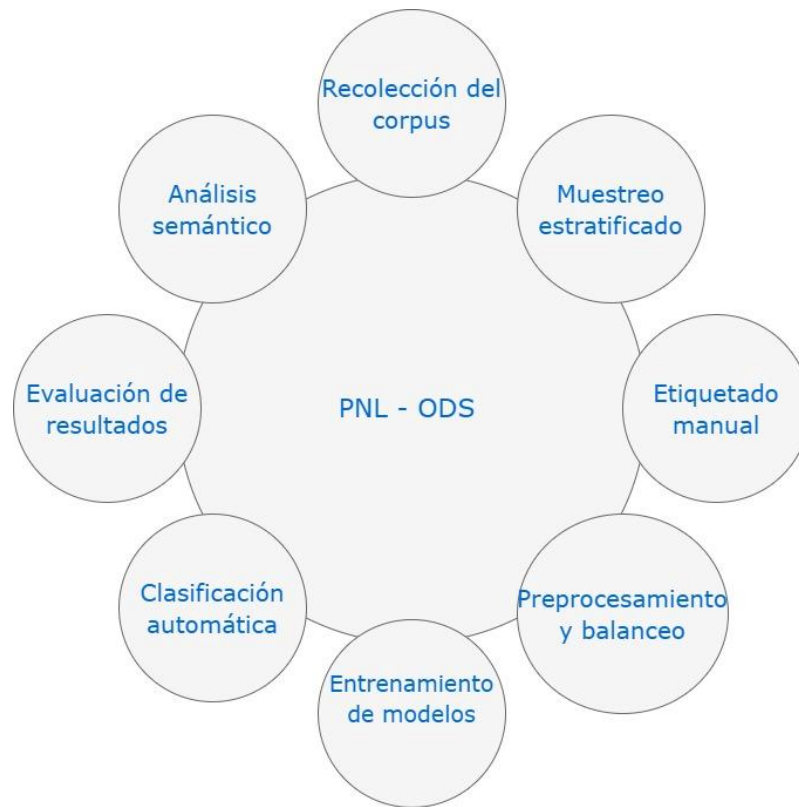 Recolección del
corpus
Muestreo
estratificado
Etiquetado
manual
Preprocesamiento
y balanceo
Entrenamiento
de modelos
Clasificación
automática
Evaluación de
resultados
Análisis
semántico
PNL - ODS